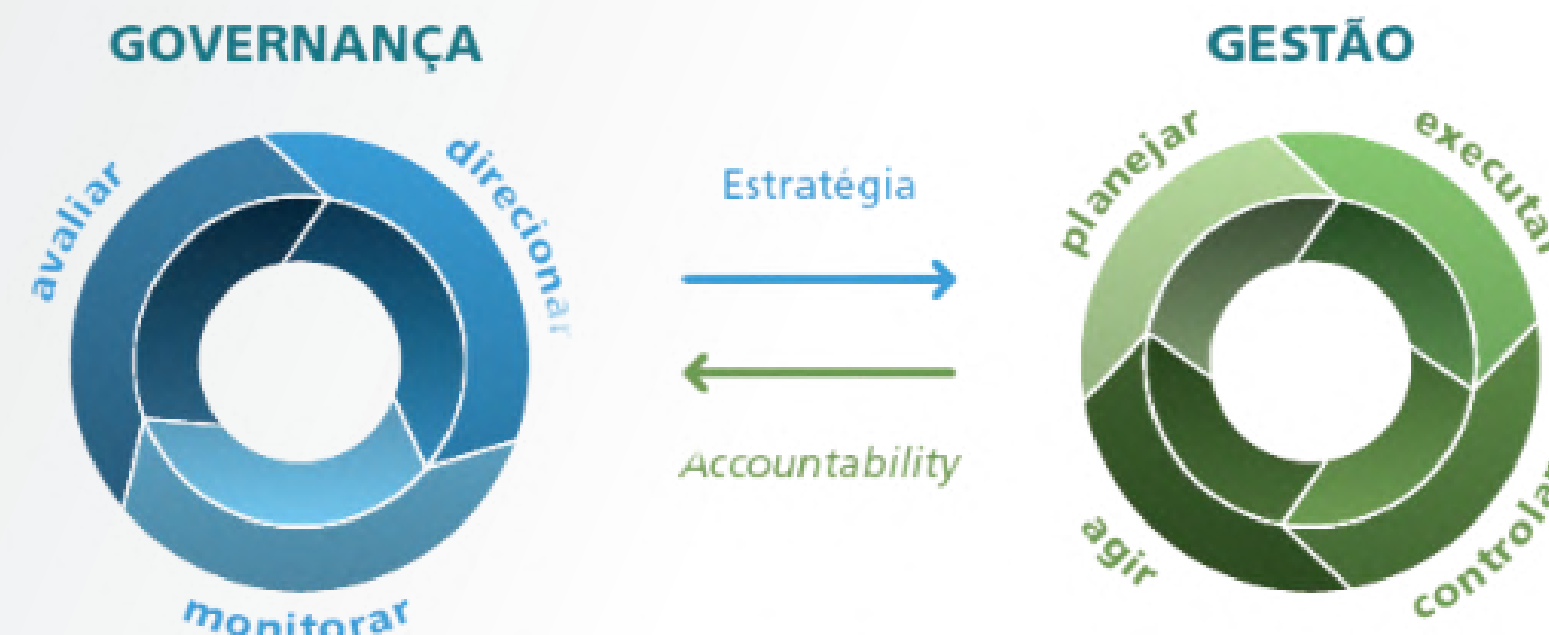 GOVERNANÇA
GESTÃO
avaliar
direcionar
monitorar
Estratégia
Accountability
planejar
executar
agir
controlar